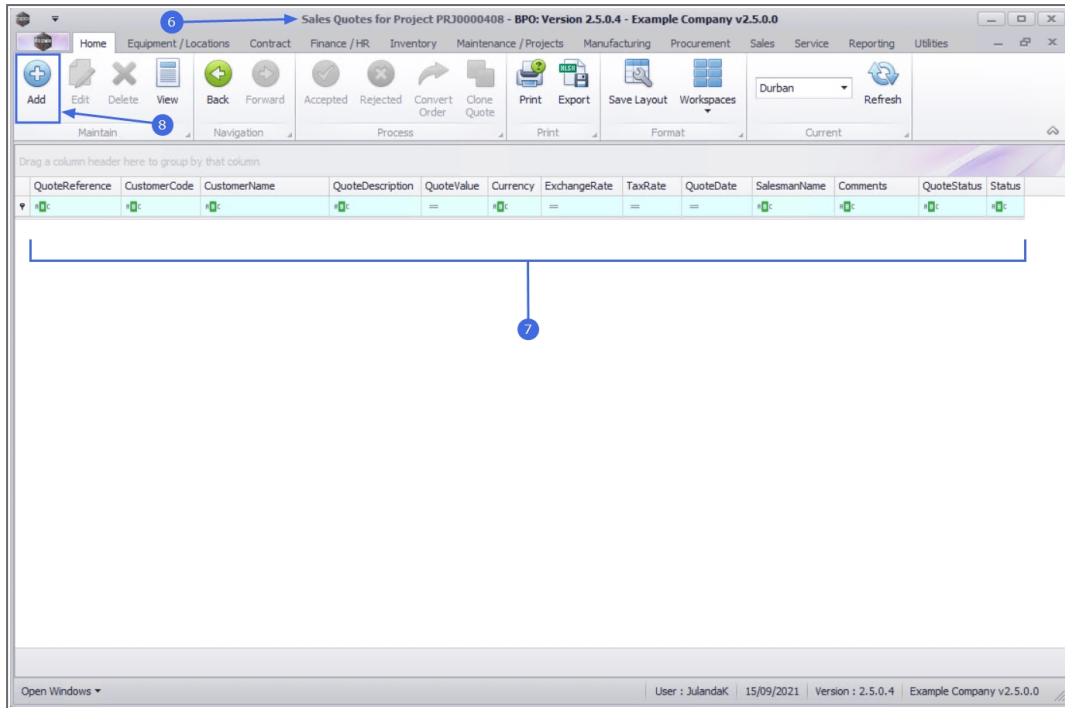 6
Sales Quotes for Project PRJ0000408 - BPO: Version 2.5.0.4 - Example Company v2.5.0.0
Home Equipment / Locations Contract Finance / HR Inventory Maintenance / Projects Manufacturing Procurement Sales Service Reporting Utilities
Add Edit Delete View Back Forward Accepted Rejected Convert Order Clone Quote Print Export Save Layout Workspaces Durban Refresh
8
Maintain Navigation Process Print Format Current
Drag a column header here to group by that column
QuoteReference CustomerCode CustomerName QuoteDescription QuoteValue Currency ExchangeRate TaxRate QuoteDate SalesmanName Comments QuoteStatus Status
7
Open Windows User : JulandaK 15/09/2021 Version : 2.5.0.4 Example Company v2.5.0.0